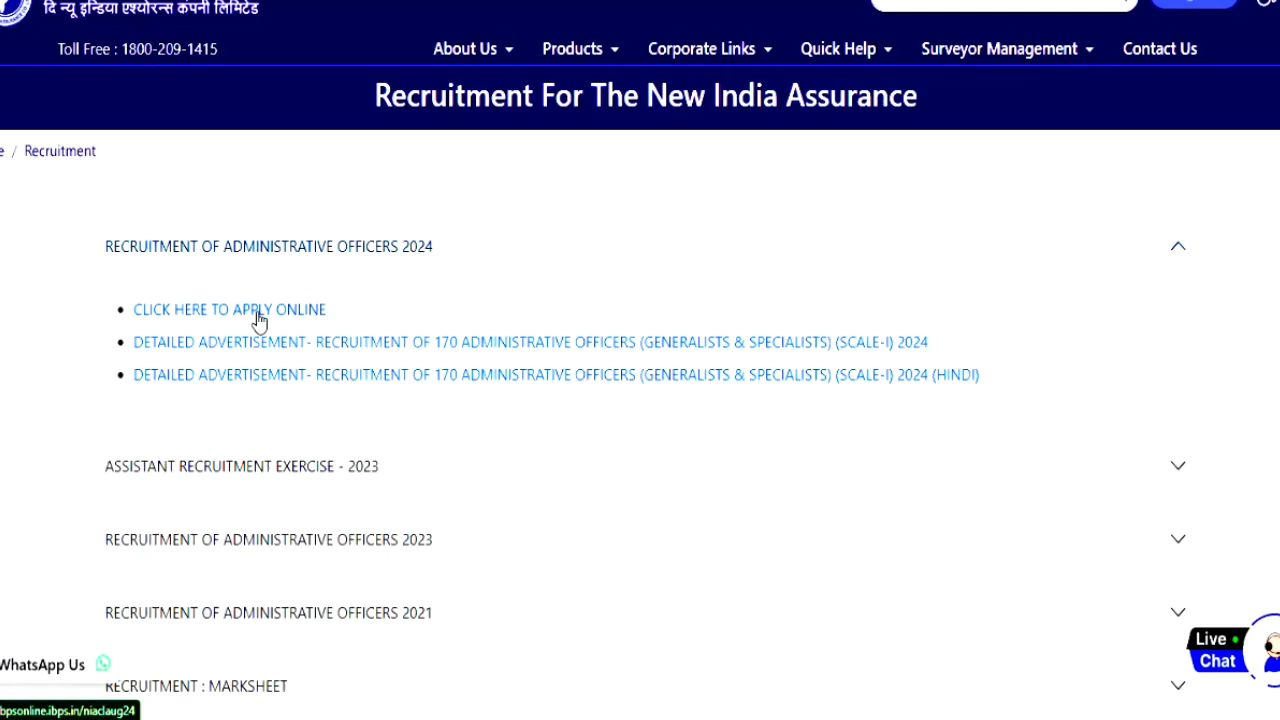 दि न्यू इन्डिया एश्योरन्स कंपनी लिमिटेड
Toll Free : 1800-209-1415
About Us
Products
Corporate Links
Quick Help
Surveyor Management
Contact Us
Recruitment For The New India Assurance
e / Recruitment
RECRUITMENT OF ADMINISTRATIVE OFFICERS 2024
CLICK HERE TO APPLY ONLINE
DETAILED ADVERTISEMENT- RECRUITMENT OF 170 ADMINISTRATIVE OFFICERS (GENERALISTS & SPECIALISTS) (SCALE-I) 2024
DETAILED ADVERTISEMENT- RECRUITMENT OF 170 ADMINISTRATIVE OFFICERS (GENERALISTS & SPECIALISTS) (SCALE-I) 2024 (HINDI)
ASSISTANT RECRUITMENT EXERCISE - 2023
RECRUITMENT OF ADMINISTRATIVE OFFICERS 2023
RECRUITMENT OF ADMINISTRATIVE OFFICERS 2021
Live
Chat
WhatsApp Us
RECRUITMENT : MARKSHEET
bpsonline.ibps.in/niaclaug24